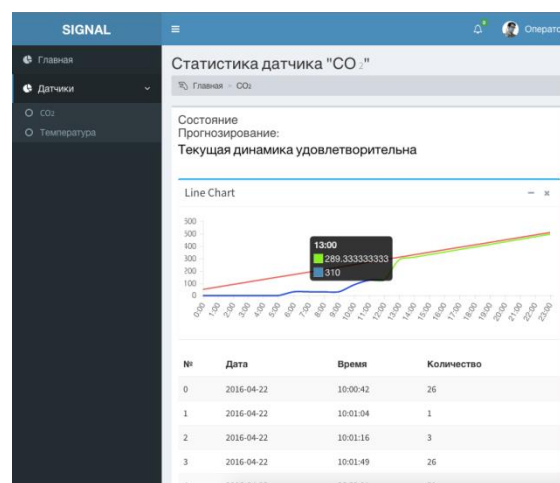 SIGNAL
Операто
Главная
Датчики
CO2
Температура
Статистика датчика "CO 2"
Главная > CO2
Состояние
Прогнозирование:
Текущая динамика удовлетворительна
Line Chart
500
500
400
300
200
100
0
13:00
289.333333333
310
0:00 1:00 2:00 3:00 4:00 5:00 6:00 7:00 8:00 9:00 10:00 11:00 12:00 13:00 14:00 15:00 16:00 17:00 18:00 19:00 20:00 21:00 22:00 23:00
№ Дата Время Количество
0 2016-04-22 10:00:42 26
1 2016-04-22 10:01:04 1
2 2016-04-22 10:01:16 3
3 2016-04-22 10:01:49 26